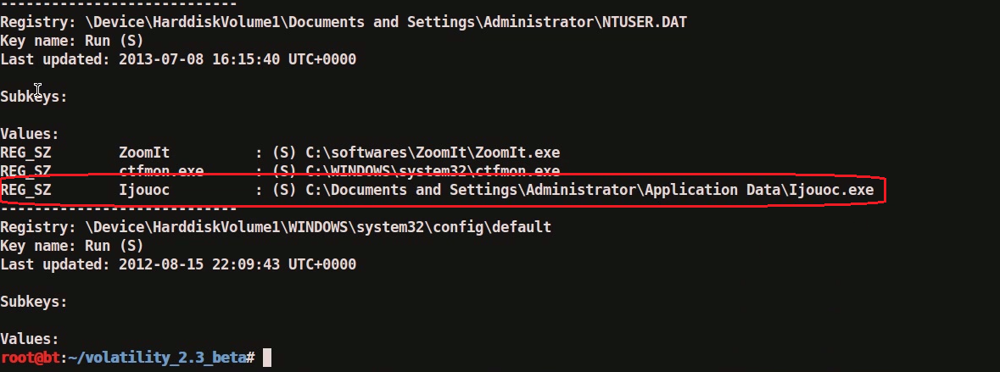 ----------------------------
Registry: \Device\HarddiskVolume1\Documents and Settings\Administrator\NTUSER.DAT
Key name: Run (S)
Last updated: 2013-07-08 16:15:40 UTC+0000
Subkeys:
Values:
REG_SZ        ZoomIt          : (S) C:\softwares\ZoomIt\ZoomIt.exe
REG_SZ        ctfmon.exe      : (S) C:\WINDOWS\system32\ctfmon.exe
REG_SZ        Ijouoc          : (S) C:\Documents and Settings\Administrator\Application Data\Ijouoc.exe
----------------------------
Registry: \Device\HarddiskVolume1\WINDOWS\system32\config\default
Key name: Run (S)
Last updated: 2012-08-15 22:09:43 UTC+0000
Subkeys:
Values:
root@bt:~/volatility_2.3_beta#